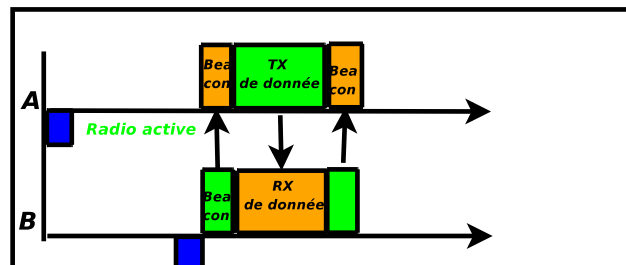 Bea
con
TX
de donnée
Bea
con
A
Radio active
Bea
con
RX
de donnée
B